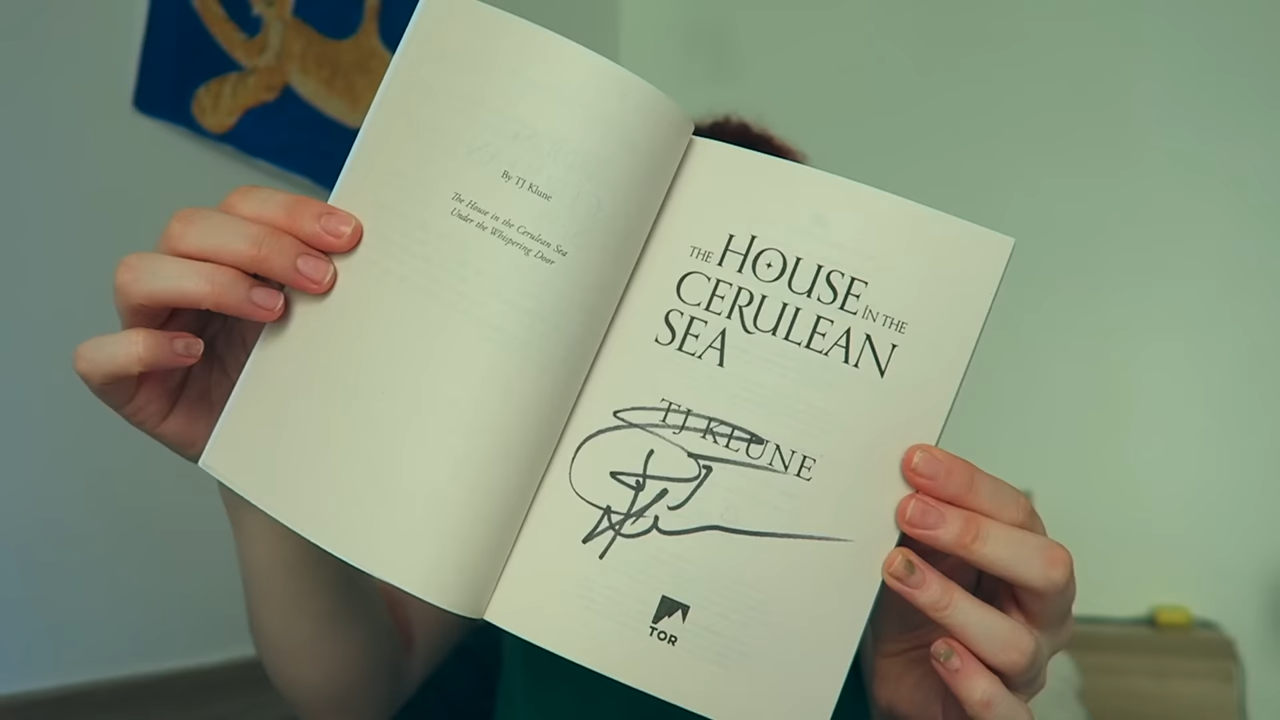 By TJ Klune
The House in the Cerulean Sea
Under the Whispering Door
THE HOUSE IN THE
CERULEAN
SEA
TJ KLUNE
TOR